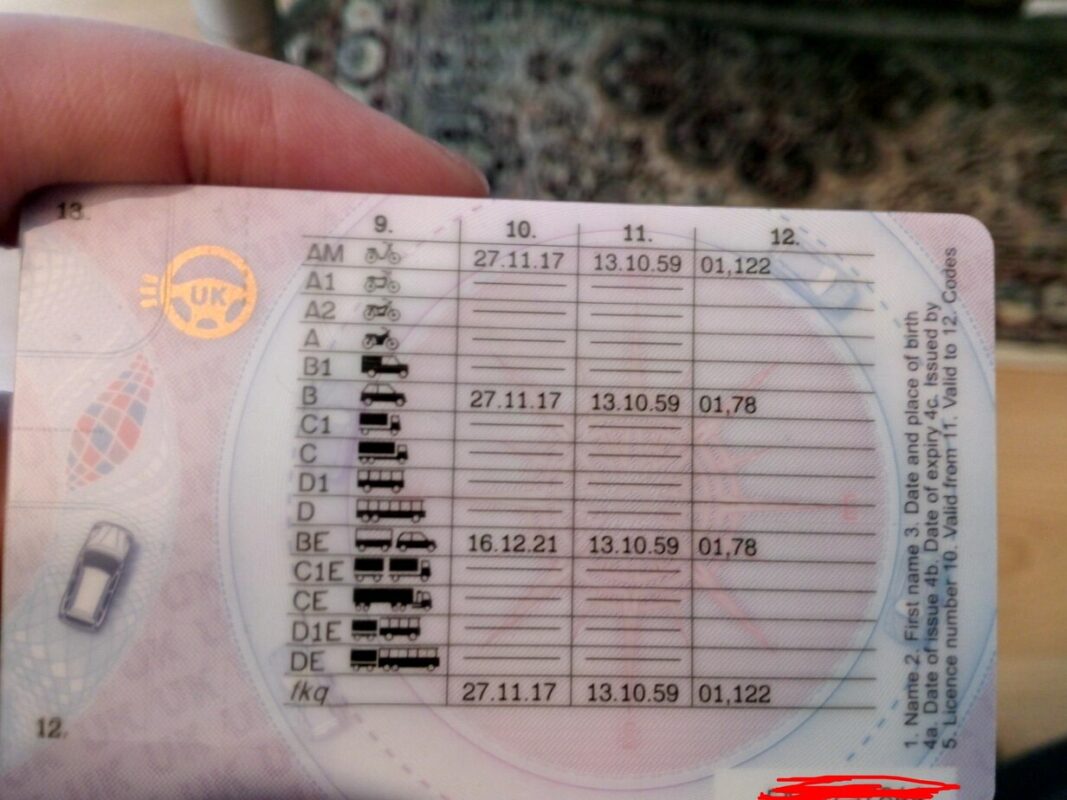 13.
9. 10. 11. 12.
AM 27.11.17 13.10.59 01,122
A1
A2
A
B1
B 27.11.17 13.10.59 01,78
C1
C
D1
D
BE 16.12.21 13.10.59 01,78
C1E
CE
D1E
DE
fkq 27.11.17 13.10.59 01,122
UK
12.
1. Name 2. First name 3. Date and place of birth
4a. Date of issue 4b. Date of expiry 4c. Issued by
5. Licence number 10. Valid from 11. Valid to 12. Codes